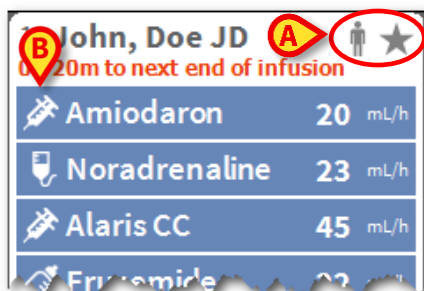 John, Doe JD A
B 20m to next end of infusion
Amiodaron 20 mL/h
Noradrenaline 23 mL/h
Alaris CC 45 mL/h